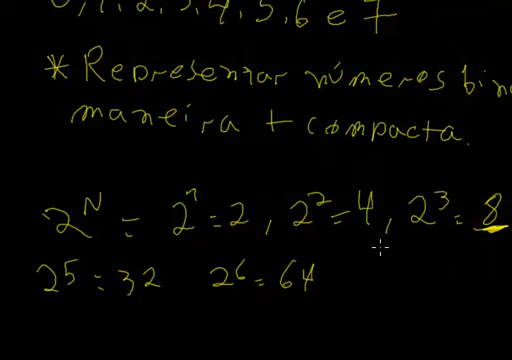 0, 1, 2, 3, 4, 5, 6 e 7
* Representar números
maneira + compacta.
2^N = 2^1 = 2, 2^2 = 4, 2^3 = 8
2^5 = 32 2^6 = 64